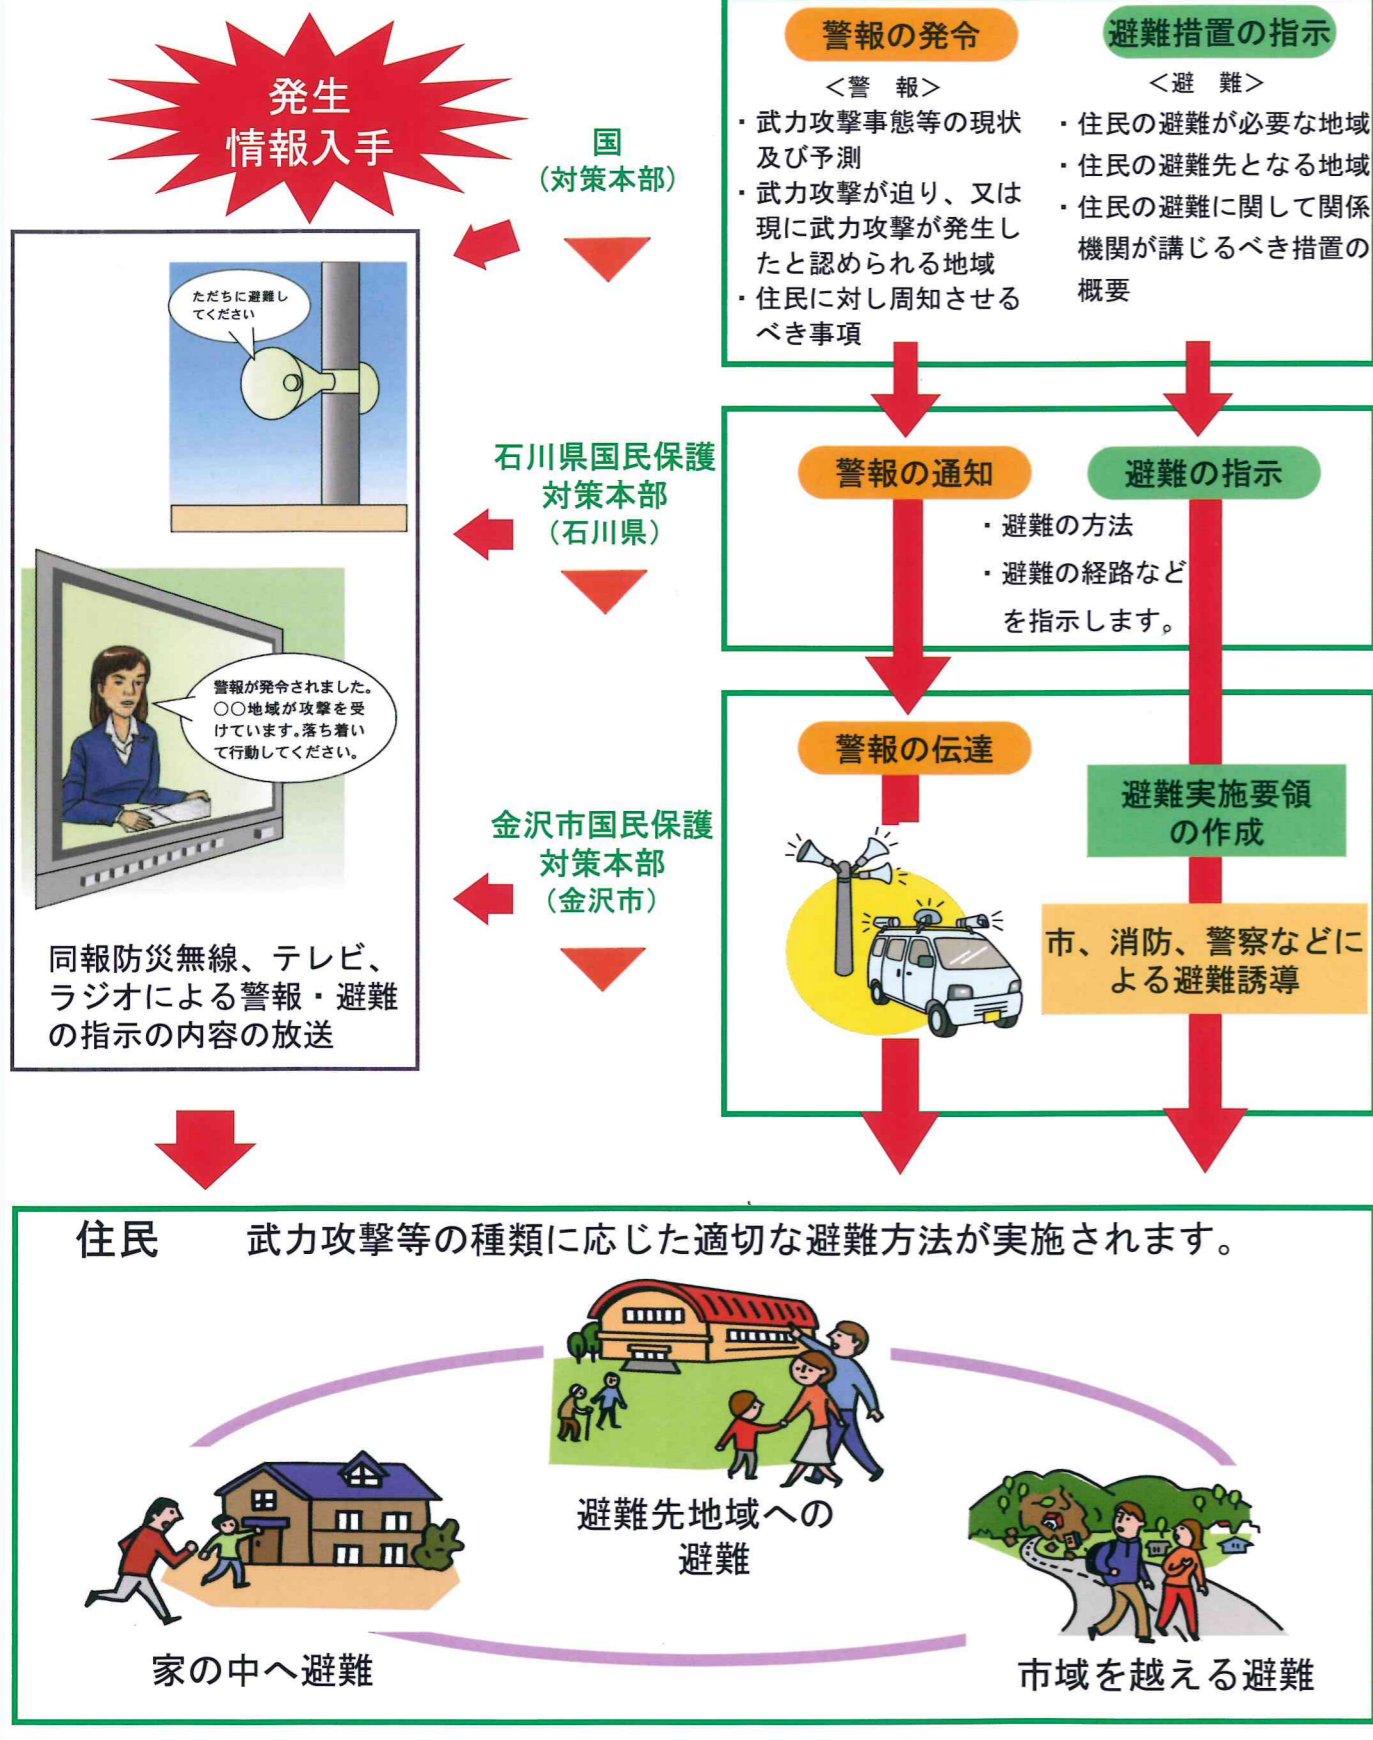 発生
情報入手
国
（対策本部）
警報の発令
＜警　報＞
・武力攻撃事態等の現状
及び予測
・武力攻撃が迫り、又は
現に武力攻撃が発生し
たと認められる地域
・住民に対し周知させる
べき事項
避難措置の指示
＜避　難＞
・住民の避難が必要な地域
・住民の避難先となる地域
・住民の避難に関して関係
機関が講じるべき措置の
概要
ただちに避難し
てください
石川県国民保護
対策本部
（石川県）
警報の通知
避難の指示
・避難の方法
・避難の経路など
を指示します。
警報が発令されました。
〇〇地域が攻撃を受
けています。落ち着い
て行動してください。
金沢市国民保護
対策本部
（金沢市）
警報の伝達
避難実施要領
の作成
市、消防、警察などに
よる避難誘導
同報防災無線、テレビ、
ラジオによる警報・避難
の指示の内容の放送
住民　武力攻撃等の種類に応じた適切な避難方法が実施されます。
避難先地域への
避難
家の中へ避難
市域を越える避難